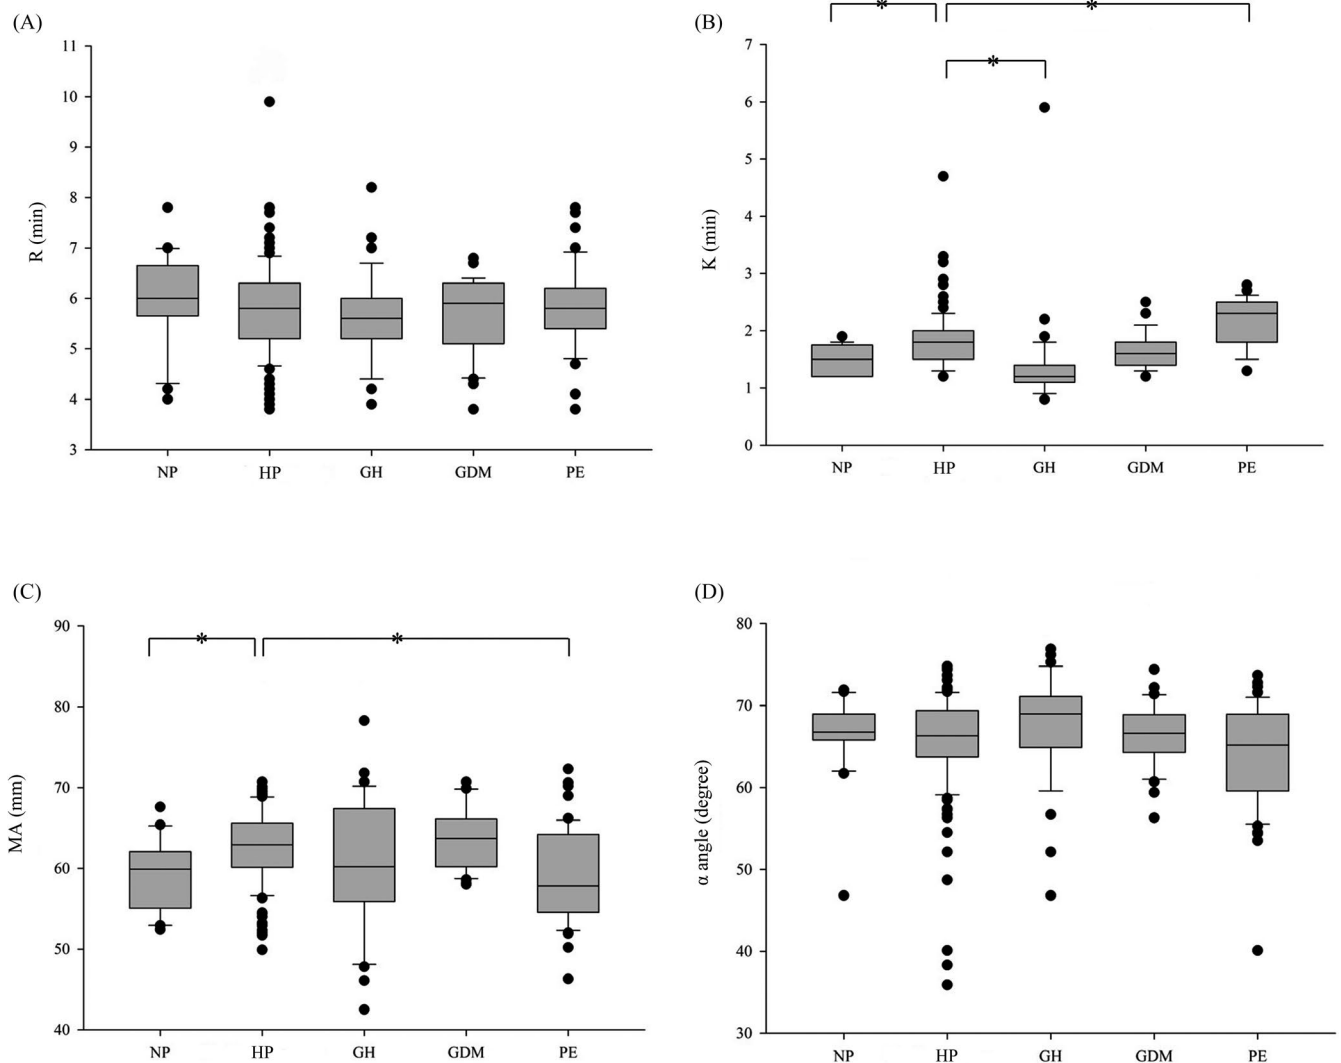 (A)
11
10
9
8
7
6
5
4
3
R (min)
NP HP GH GDM PE
(B)
* *
*
7
6
5
4
3
2
1
0
K (min)
NP HP GH GDM PE
(C)
* *
90
80
70
60
50
40
MA (mm)
NP HP GH GDM PE
(D)
80
70
60
50
40
30
α angle (degree)
NP HP GH GDM PE